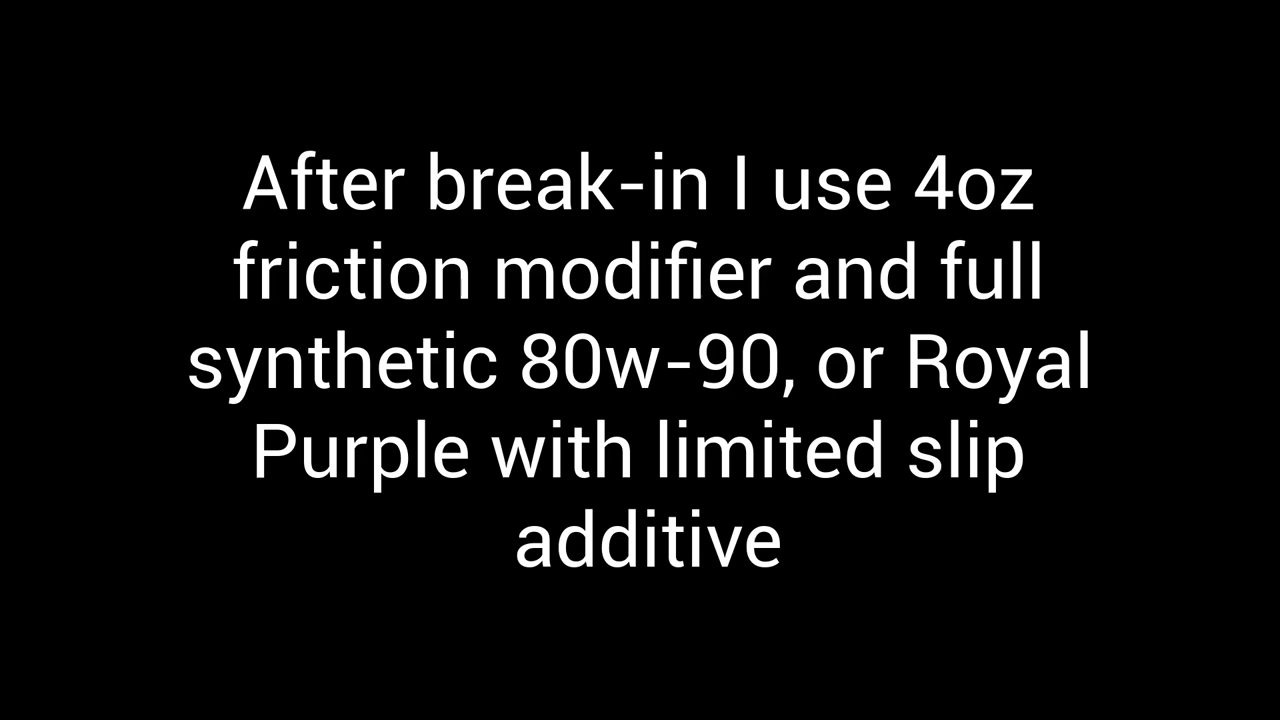 After break-in I use 4oz
friction modifier and full
synthetic 80w-90, or Royal
Purple with limited slip
additive